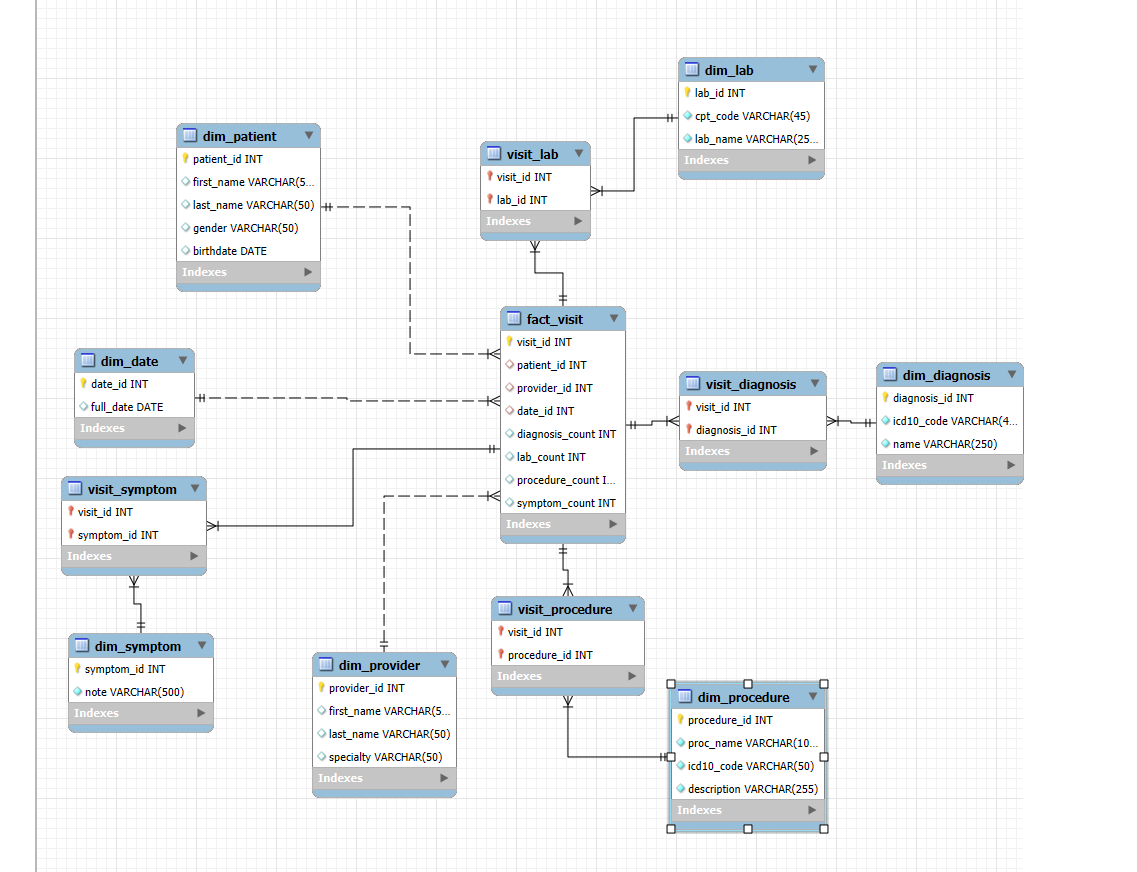 dim_lab
lab_id INT
cpt_code VARCHAR(45)
lab_name VARCHAR(25...
Indexes
dim_patient
patient_id INT
first_name VARCHAR(5...
last_name VARCHAR(50)
gender VARCHAR(50)
birthdate DATE
Indexes
visit_lab
visit_id INT
lab_id INT
Indexes
fact_visit
visit_id INT
patient_id INT
provider_id INT
date_id INT
diagnosis_count INT
lab_count INT
procedure_count I...
symptom_count INT
Indexes
dim_date
date_id INT
full_date DATE
Indexes
visit_diagnosis
visit_id INT
diagnosis_id INT
Indexes
dim_diagnosis
diagnosis_id INT
icd10_code VARCHAR(4...
name VARCHAR(250)
Indexes
visit_symptom
visit_id INT
symptom_id INT
Indexes
dim_symptom
symptom_id INT
note VARCHAR(500)
Indexes
dim_provider
provider_id INT
first_name VARCHAR(5...
last_name VARCHAR(50)
specialty VARCHAR(50)
Indexes
visit_procedure
visit_id INT
procedure_id INT
Indexes
dim_procedure
procedure_id INT
proc_name VARCHAR(10...
icd10_code VARCHAR(50)
description VARCHAR(255)
Indexes